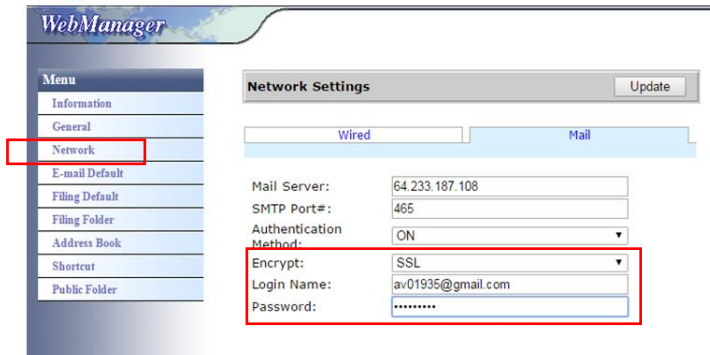 WebManager
Menu
Information
General
Network
E-mail Default
Filing Default
Filing Folder
Address Book
Shortcut
Public Folder
Network Settings
Update
Wired Mail
Mail Server: 64.233.187.108
SMTP Port#: 465
Authentication
Method: ON
Encrypt: SSL
Login Name: av01935@gmail.com
Password: •••••••••